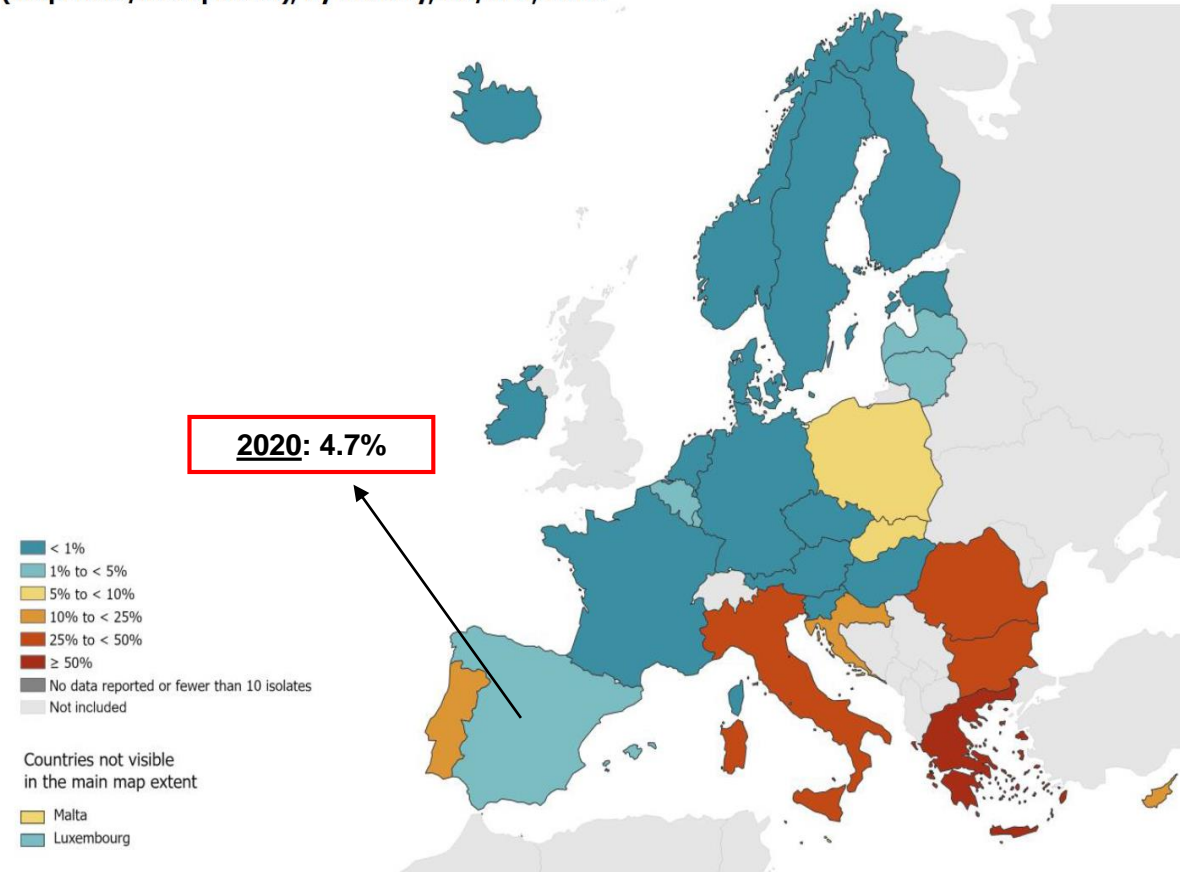 2020: 4.7%
< 1%
1% to < 5%
5% to < 10%
10% to < 25%
25% to < 50%
≥ 50%
No data reported or fewer than 10 isolates
Not included
Countries not visible
in the main map extent
Malta
Luxembourg